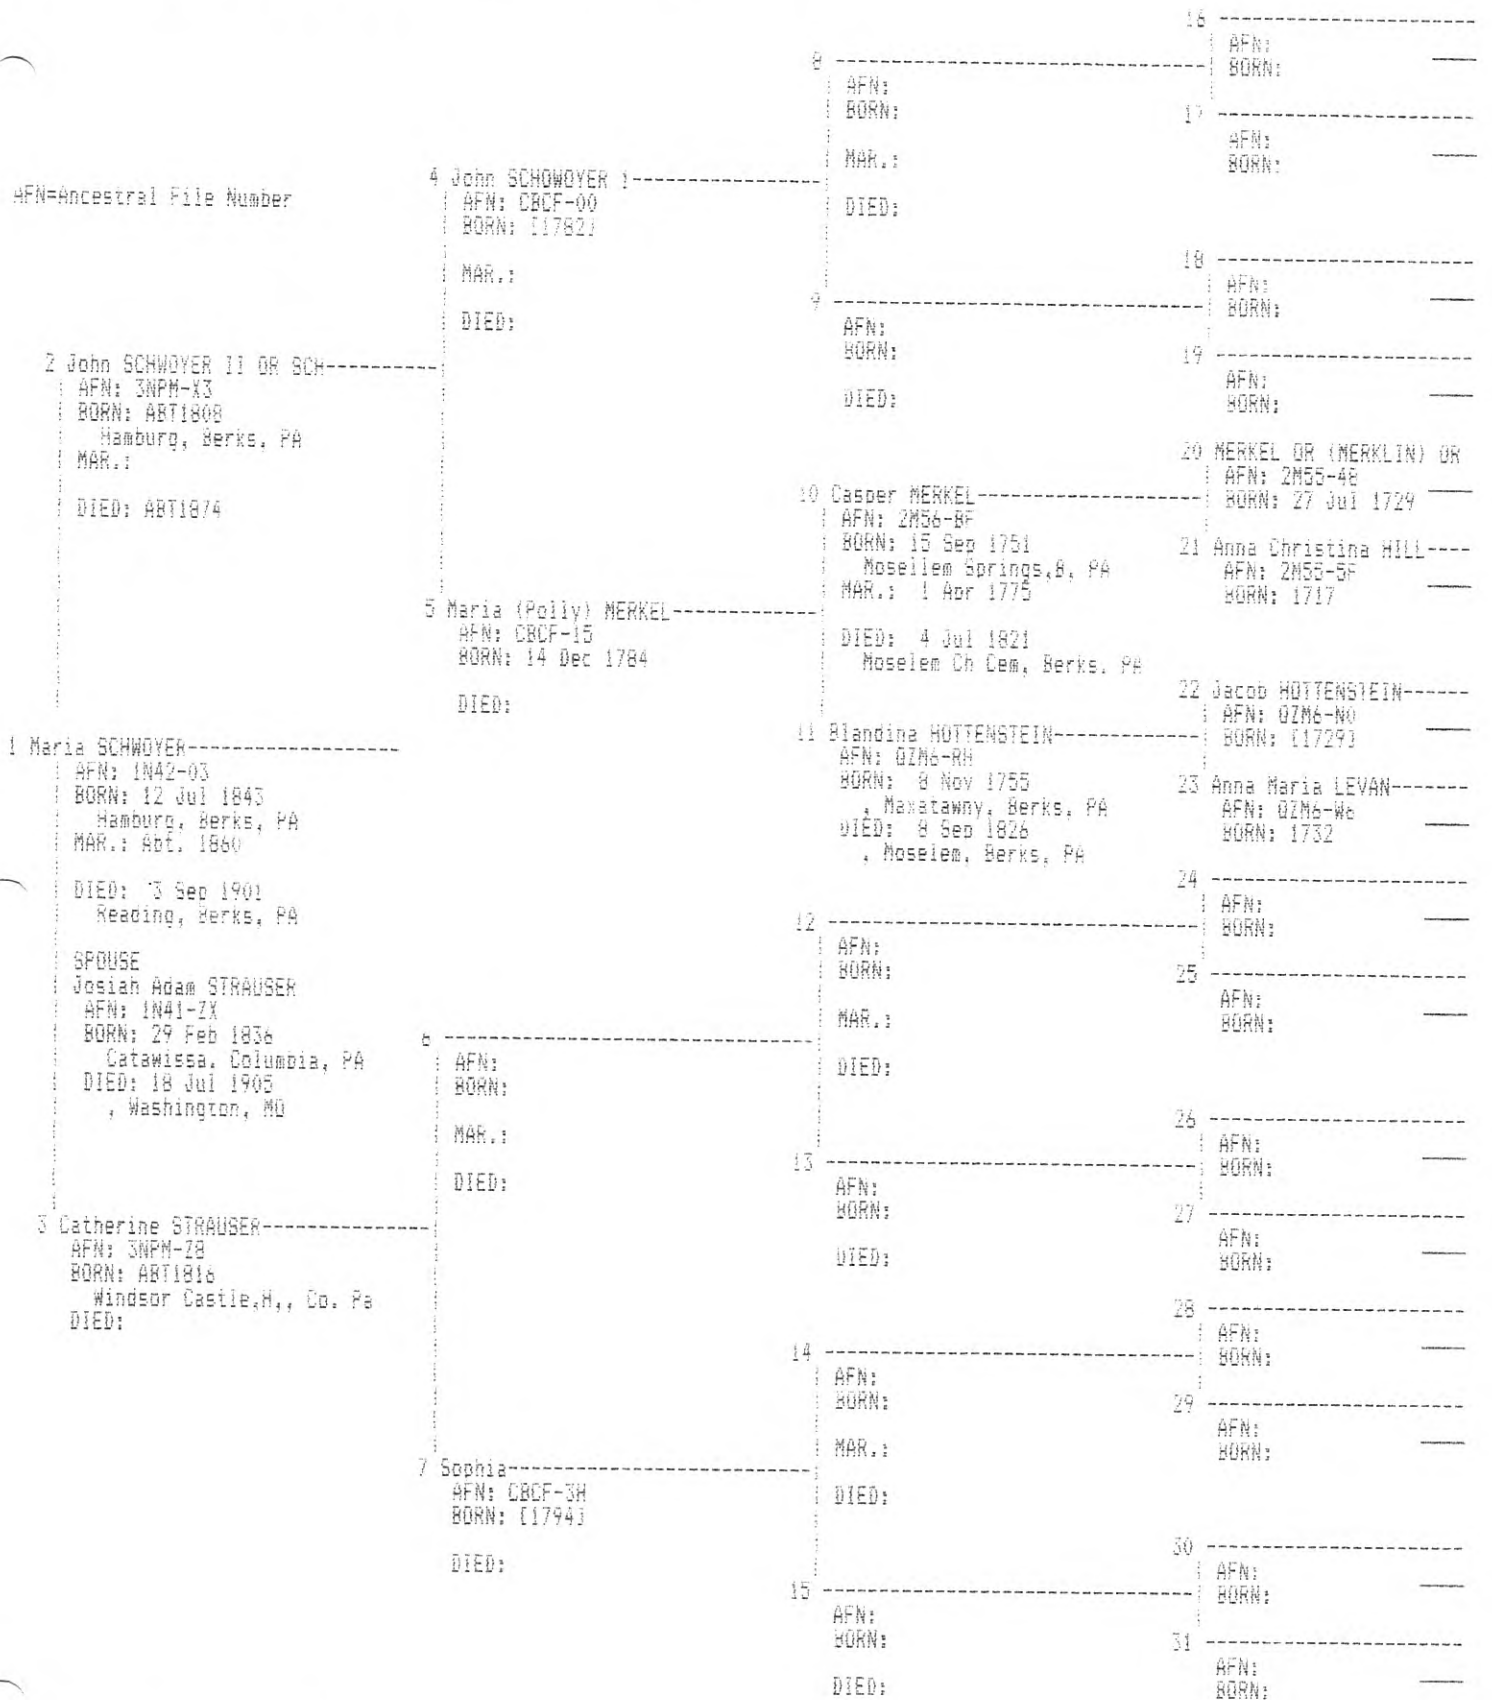 AFN=Ancestral File Number
1 Maria SCHWOYER------------------
AFN: 1N42-03
BORN: 12 Jul 1843
Hamburg, Berks, PA
MAR.: Abt. 1860
DIED: 3 Sep 1901
Reading, Berks, PA
SPOUSE
Josiah Adam STRAUSER
AFN: 1N41-ZX
BORN: 29 Feb 1836
Catawissa, Columbia, PA
DIED: 18 Jul 1905
, Washington, MO
2 John SCHWOYER II OR SCH----------
AFN: 3NPM-X3
BORN: ABT1808
Hamburg, Berks, PA
MAR.:
DIED: ABT1874
3 Catherine STRAUSER---------------
AFN: 3NPM-Z8
BORN: ABT1816
Windsor Castle,H,, Co. Pa
DIED:
4 John SCHOWOYER I----------------
AFN: CBCF-00
BORN: [1782]
MAR.:
DIED:
5 Maria (Polly) MERKEL------------
AFN: CBCF-15
BORN: 14 Dec 1784
DIED:
6 --------------------------------
AFN:
BORN:
MAR.:
DIED:
7 Sophia--------------------------
AFN: CBCF-3H
BORN: [1794]
DIED:
8 --------------------------------
AFN:
BORN:
MAR.:
DIED:
9 --------------------------------
AFN:
BORN:
DIED:
10 Casper MERKEL-------------------
AFN: 2M56-BF
BORN: 15 Sep 1751
Mosellem Springs,B, PA
MAR.: 1 Apr 1775
DIED: 4 Jul 1821
Moselem Ch Cem, Berks, PA
11 Blandina HOTTENSTEIN------------
AFN: QZM6-RH
BORN: 8 Nov 1755
, Maxatawny, Berks, PA
DIED: 8 Sep 1826
, Moselem, Berks, PA
12 --------------------------------
AFN:
BORN:
MAR.:
DIED:
13 --------------------------------
AFN:
BORN:
DIED:
14 --------------------------------
AFN:
BORN:
MAR.:
DIED:
15 --------------------------------
AFN:
BORN:
DIED:
16 ----------------------
AFN:
BORN:
17 ----------------------
AFN:
BORN:
18 ----------------------
AFN:
BORN:
19 ----------------------
AFN:
BORN:
20 MERKEL OR (MERKLIN) OR
AFN: 2M55-48
BORN: 27 Jul 1729
21 Anna Christina HILL----
AFN: 2M55-5F
BORN: 1717
22 Jacob HOTTENSTEIN------
AFN: QZM6-N0
BORN: [1729]
23 Anna Maria LEVAN-------
AFN: QZM6-W6
BORN: 1732
24 ----------------------
AFN:
BORN:
25 ----------------------
AFN:
BORN:
26 ----------------------
AFN:
BORN:
27 ----------------------
AFN:
BORN:
28 ----------------------
AFN:
BORN:
29 ----------------------
AFN:
BORN:
30 ----------------------
AFN:
BORN:
31 ----------------------
AFN:
BORN: